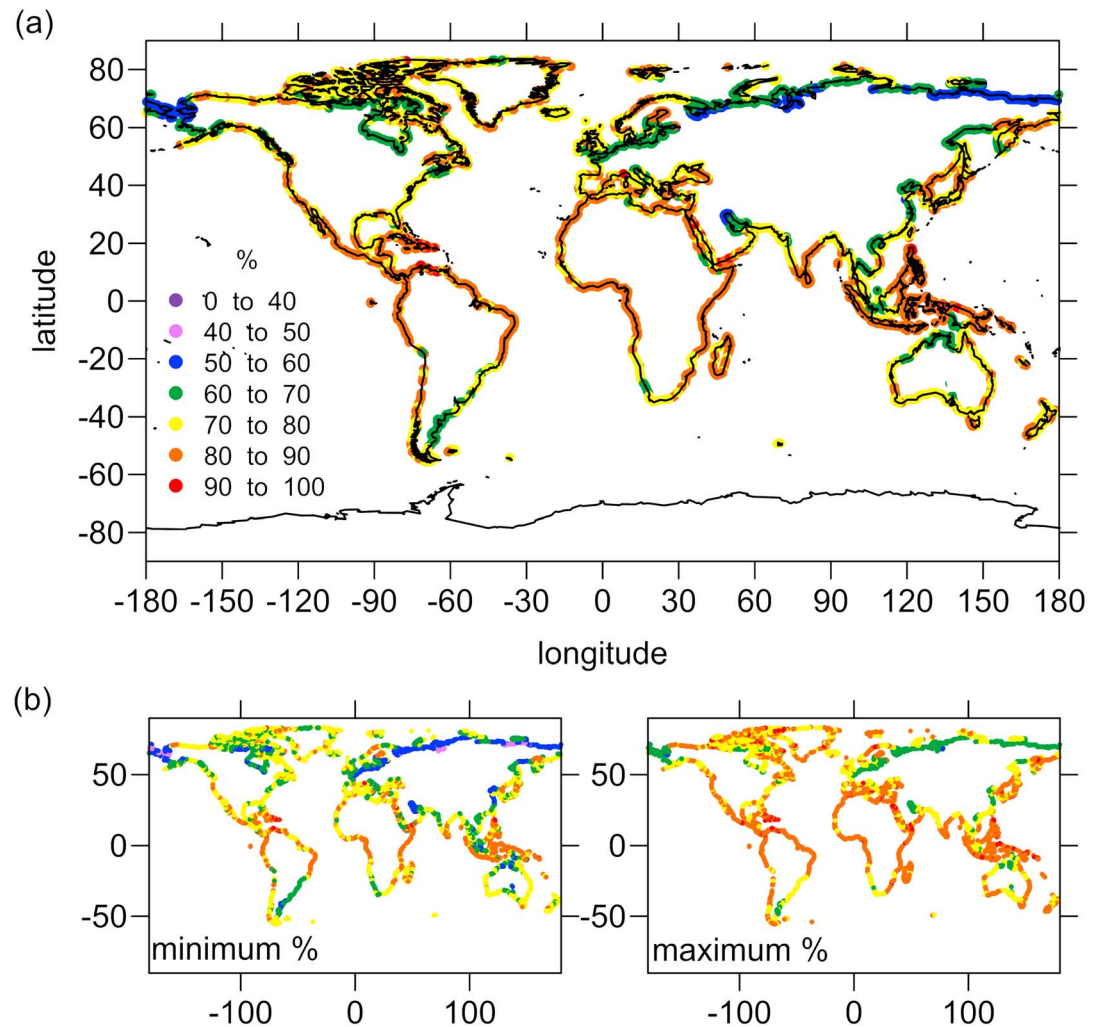 (a)
80
60
40
20
0
-20
-40
-60
-80
latitude
%
0 to 40
40 to 50
50 to 60
60 to 70
70 to 80
80 to 90
90 to 100
-180 -150 -120 -90 -60 -30 0 30 60 90 120 150 180
longitude
(b)
50
0
-50
minimum %
-100 0 100
50
0
-50
maximum %
-100 0 100